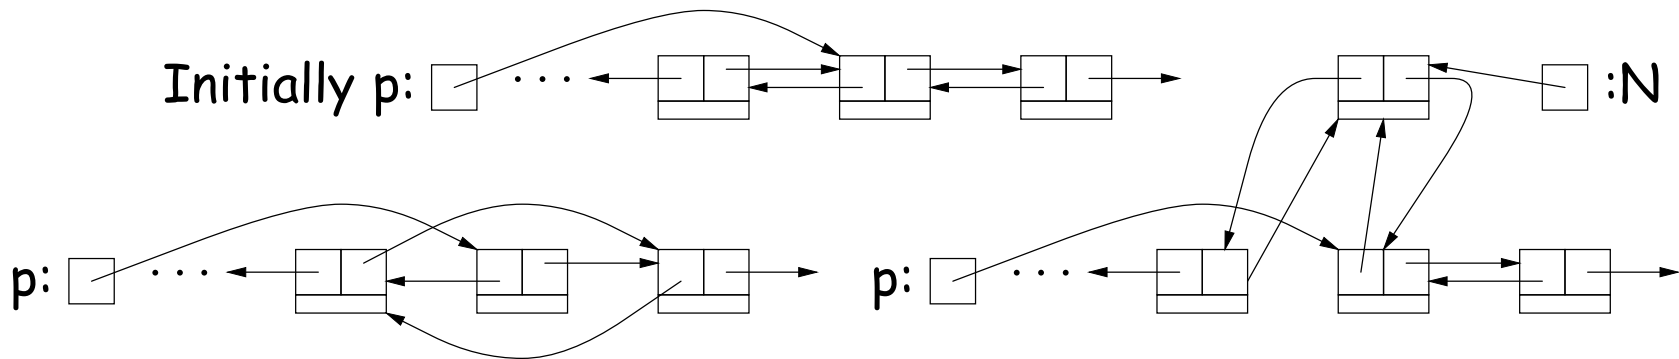 Initially p: . . .
:N
p: . . .
p: . . .